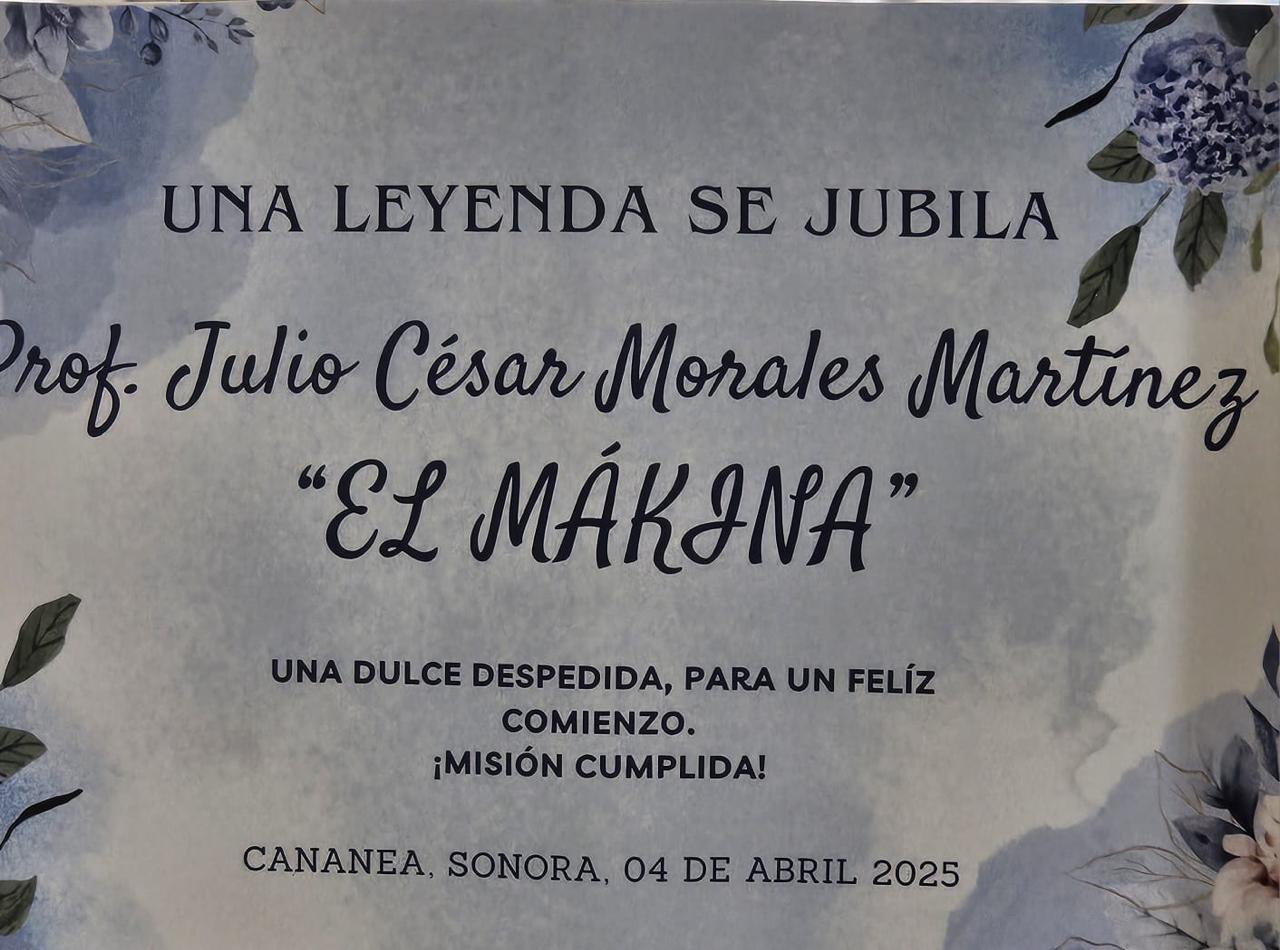 UNA LEYENDA SE JUBILA
Prof. Julio César Morales Martínez
“EL MÁKINA”
UNA DULCE DESPEDIDA, PARA UN FELÍZ
COMIENZO.
¡MISIÓN CUMPLIDA!
CANANEA, SONORA, 04 DE ABRIL 2025